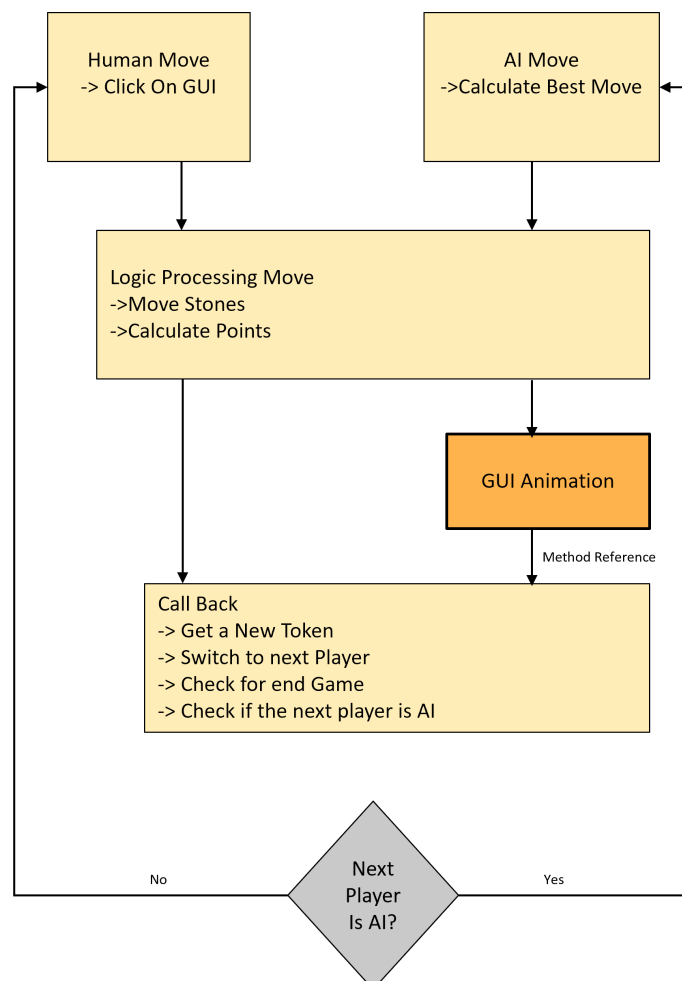 Human Move
-> Click On GUI
AI Move
->Calculate Best Move
Logic Processing Move
->Move Stones
->Calculate Points
GUI Animation
Method Reference
Call Back
-> Get a New Token
-> Switch to next Player
-> Check for end Game
-> Check if the next player is AI
No
Next
Player
Is AI?
Yes